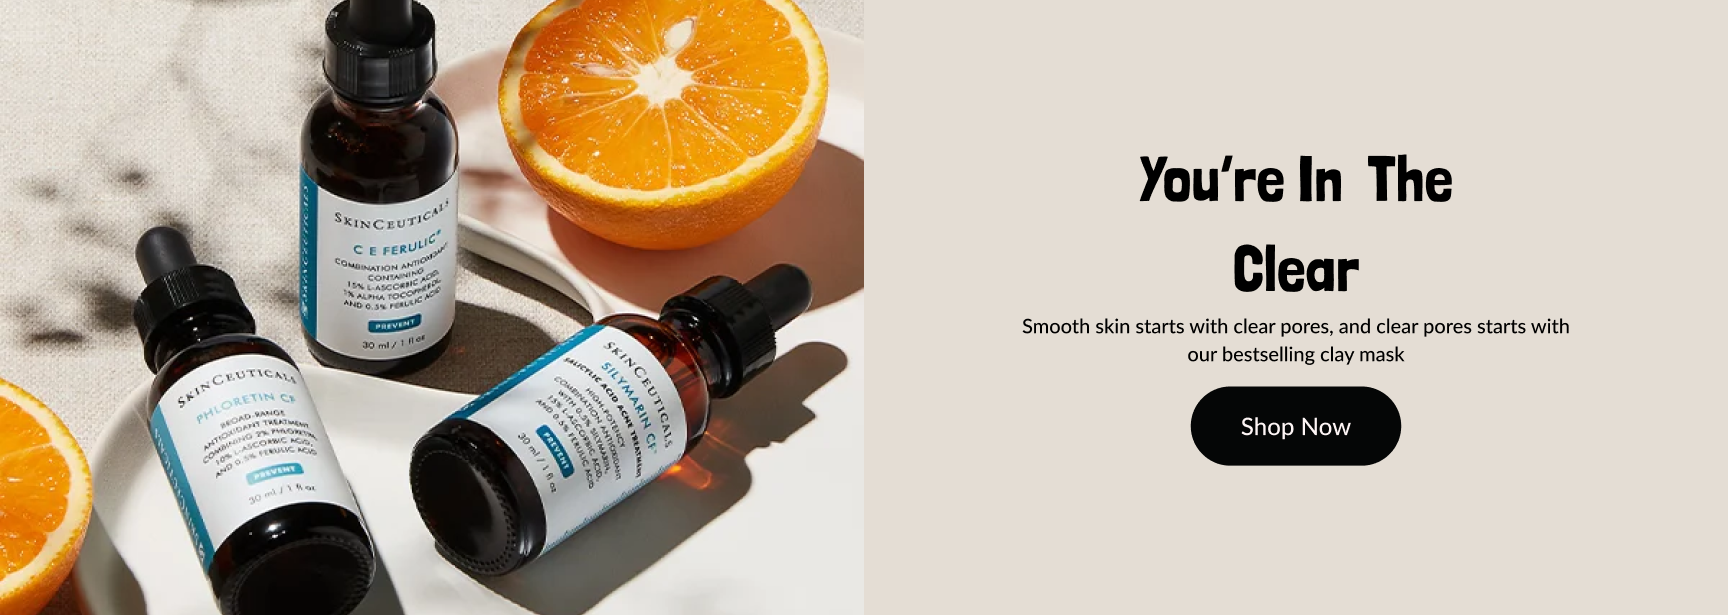 SKINCEUTICALS
C E FERULIC®
COMBINATION ANTIOXIDANT
CONTAINING
15% L-ASCORBIC ACID,
1% ALPHA TOCOPHEROL,
AND 0.5% FERULIC ACID
PREVENT
30 ml / 1 fl oz
SKINCEUTICALS
SKINCEUTICALS
PHLORETIN CF
BROAD-RANGE
ANTIOXIDANT TREATMENT
COMBINING 2% PHLORETIN,
10% L-ASCORBIC ACID,
AND 0.5% FERULIC ACID
PREVENT
30 ml / 1 fl oz
SKINCEUTICALS
SKINCEUTICALS
SILYMARIN CF
SALICYLIC ACID ACNE TREATMENT
HIGH-POTENCY
COMBINATION ANTIOXIDANT
WITH 0.5% SILYMARIN,
15% L-ASCORBIC ACID,
AND 0.5% FERULIC ACID
PREVENT
30 ml / 1 fl oz
You're In The
Clear
Smooth skin starts with clear pores, and clear pores starts with
our bestselling clay mask
Shop Now